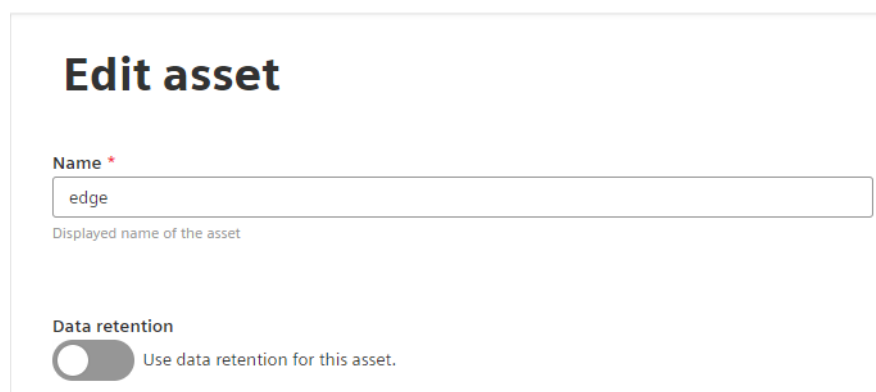 Edit asset
Name *
edge
Displayed name of the asset
Data retention
Use data retention for this asset.